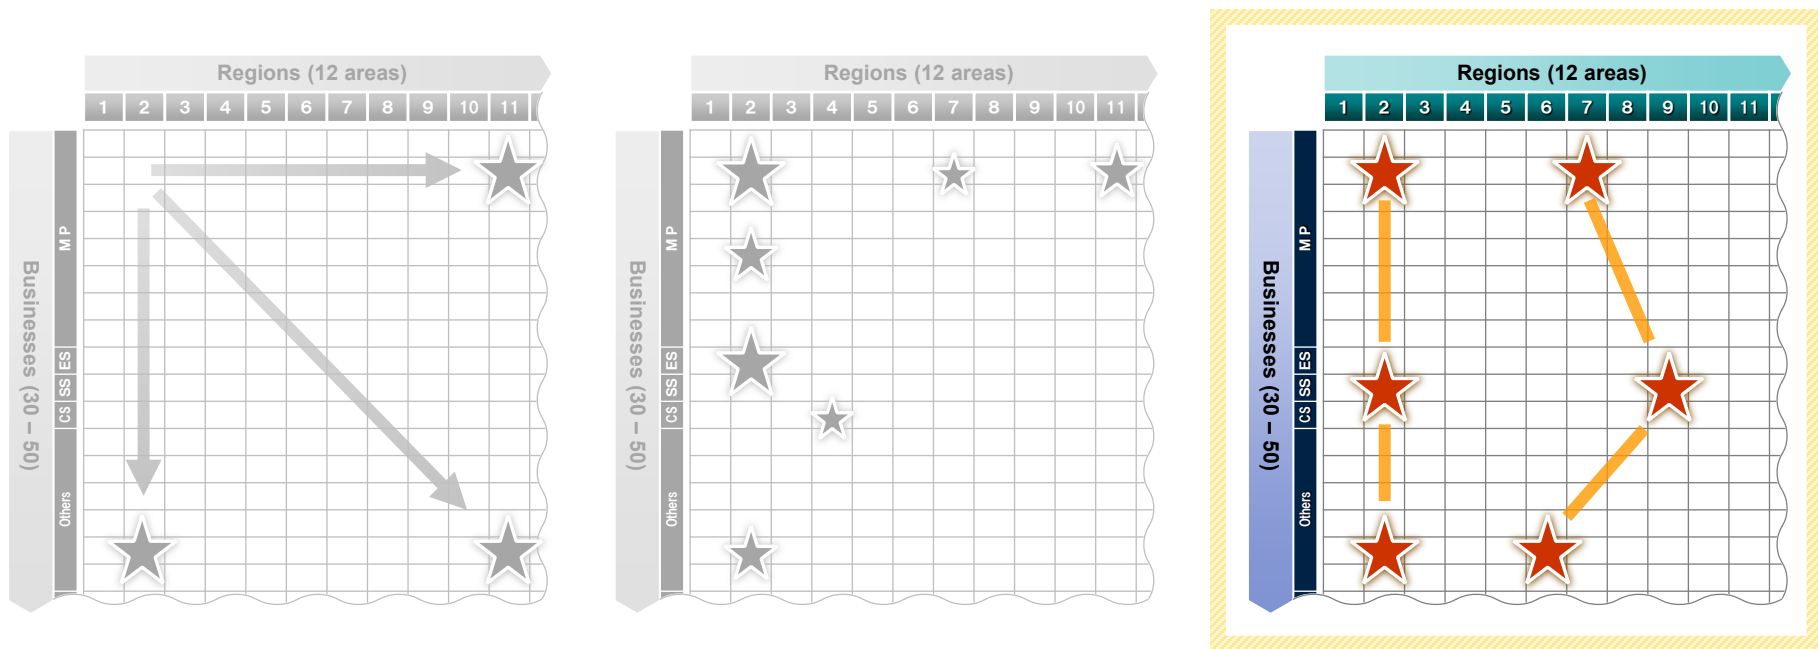 Regions (12 areas)
1 2 3 4 5 6 7 8 9 10 11
Businesses (30 – 50)
M P
ES
SS
CS
Others
Regions (12 areas)
1 2 3 4 5 6 7 8 9 10 11
Businesses (30 – 50)
M P
ES
SS
CS
Others
Regions (12 areas)
1 2 3 4 5 6 7 8 9 10 11
Businesses (30 – 50)
M P
ES
SS
CS
Others